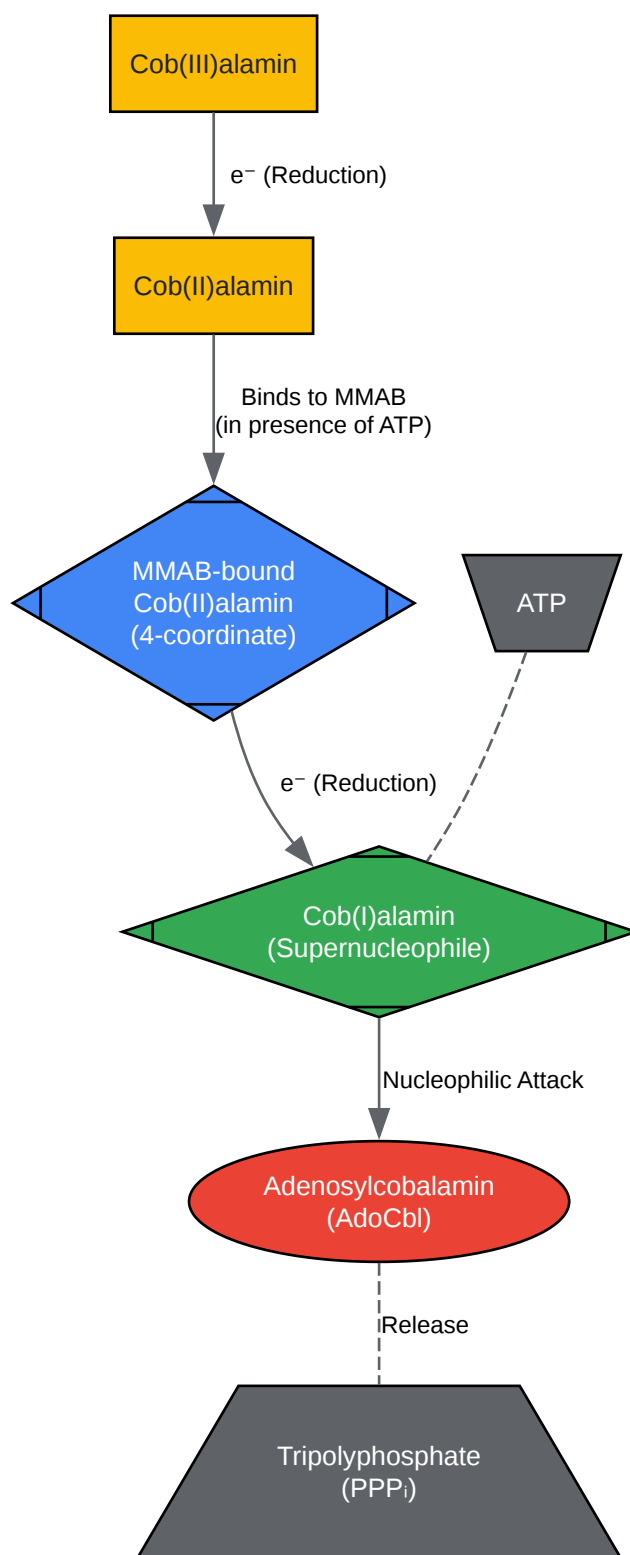 Cob(III)alamin
e⁻ (Reduction)
Cob(II)alamin
Binds to MMAB
(in presence of ATP)
MMAB-bound
Cob(II)alamin
(4-coordinate)
ATP
e⁻ (Reduction)
Cob(I)alamin
(Supernucleophile)
Nucleophilic Attack
Adenosylcobalamin
(AdoCbl)
Release
Tripolyphosphate
(PPPᵢ)